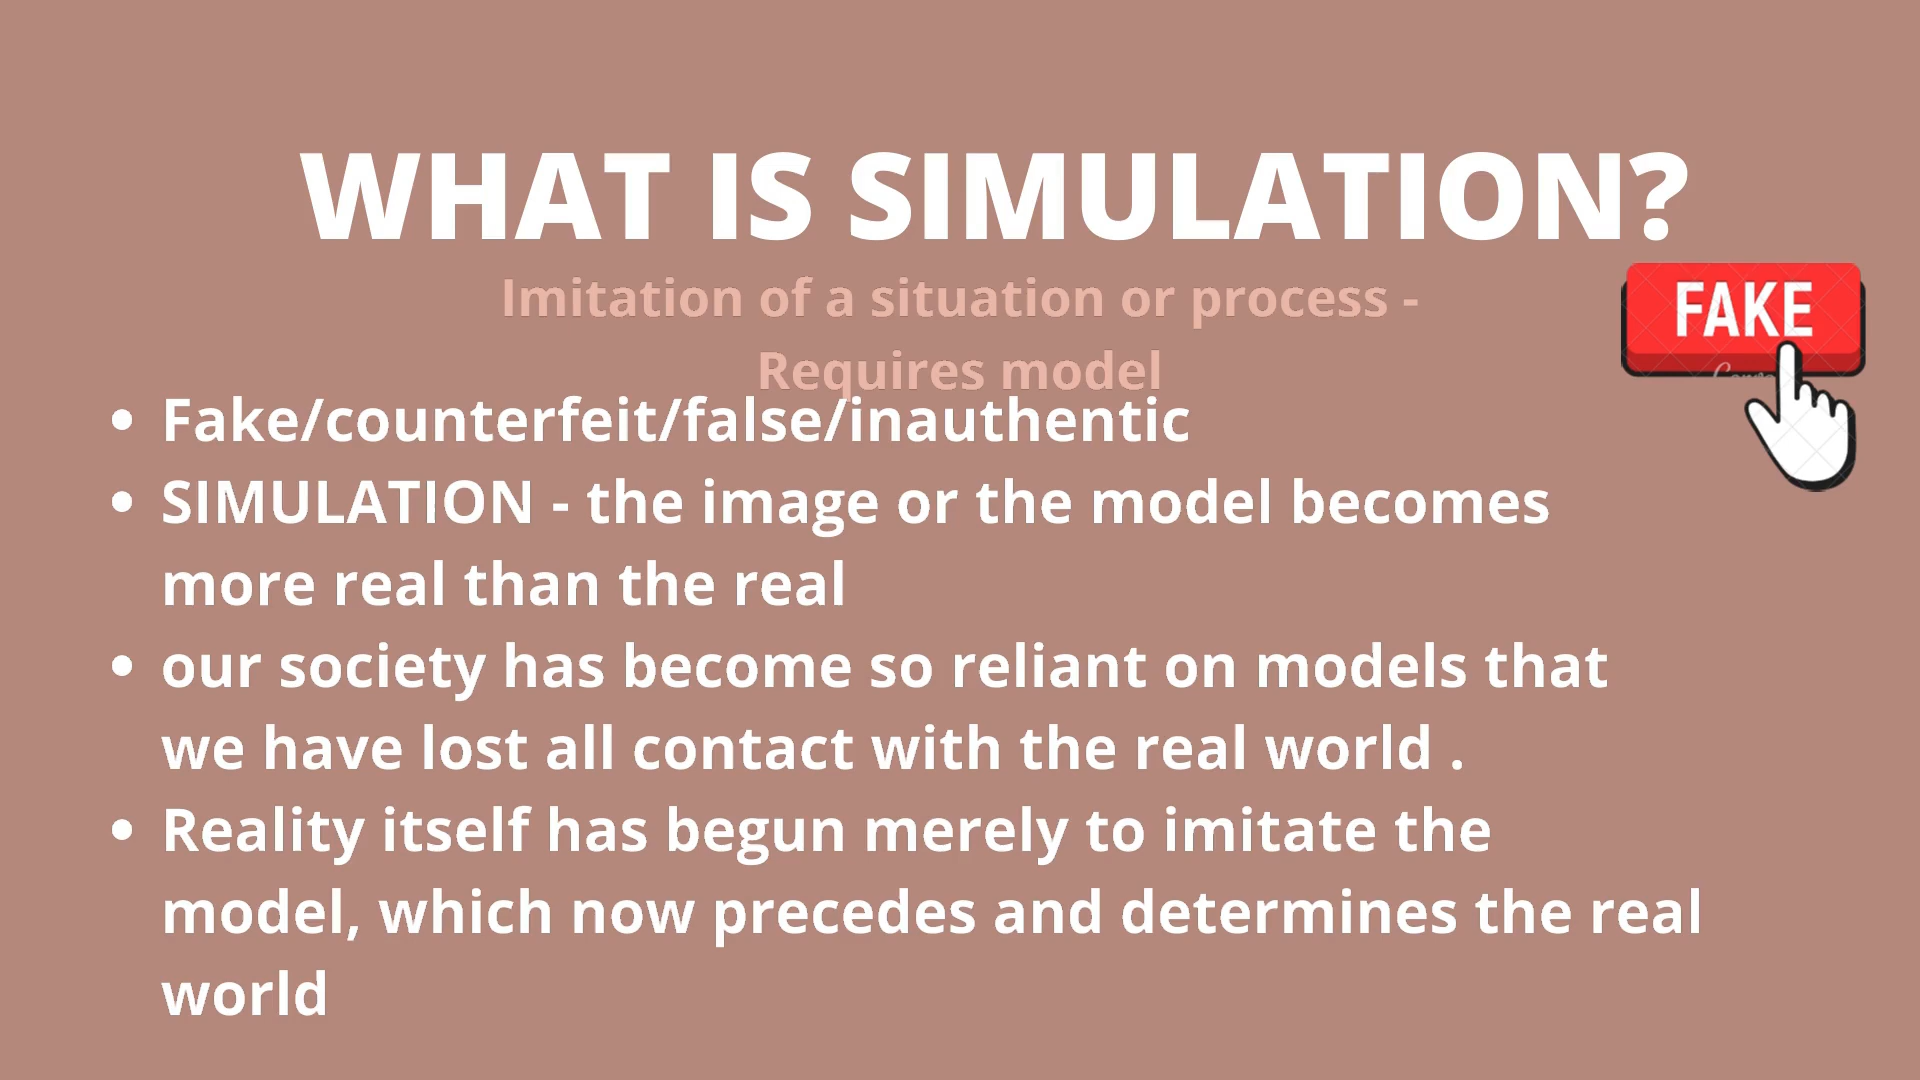 WHAT IS SIMULATION?
Imitation of a situation or process -
Requires model
FAKE
Canva
• Fake/counterfeit/false/inauthentic
• SIMULATION - the image or the model becomes
more real than the real
• our society has become so reliant on models that
we have lost all contact with the real world .
• Reality itself has begun merely to imitate the
model, which now precedes and determines the real
world